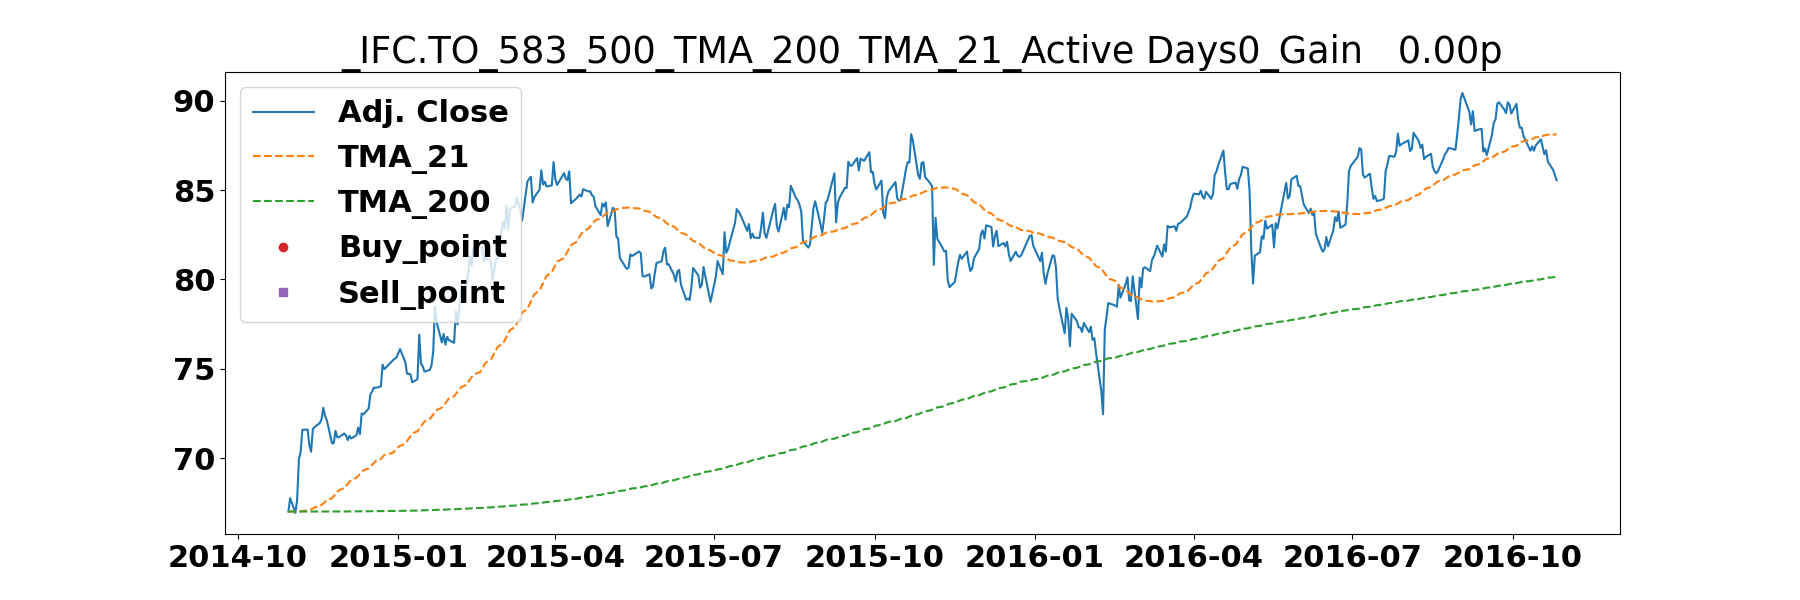 _IFC.TO_583_500_TMA_200_TMA_21_Active Days0_Gain   0.00p
90
85
80
75
70
Adj. Close
TMA_21
TMA_200
Buy_point
Sell_point
2014-10 2015-01 2015-04 2015-07 2015-10 2016-01 2016-04 2016-07 2016-10